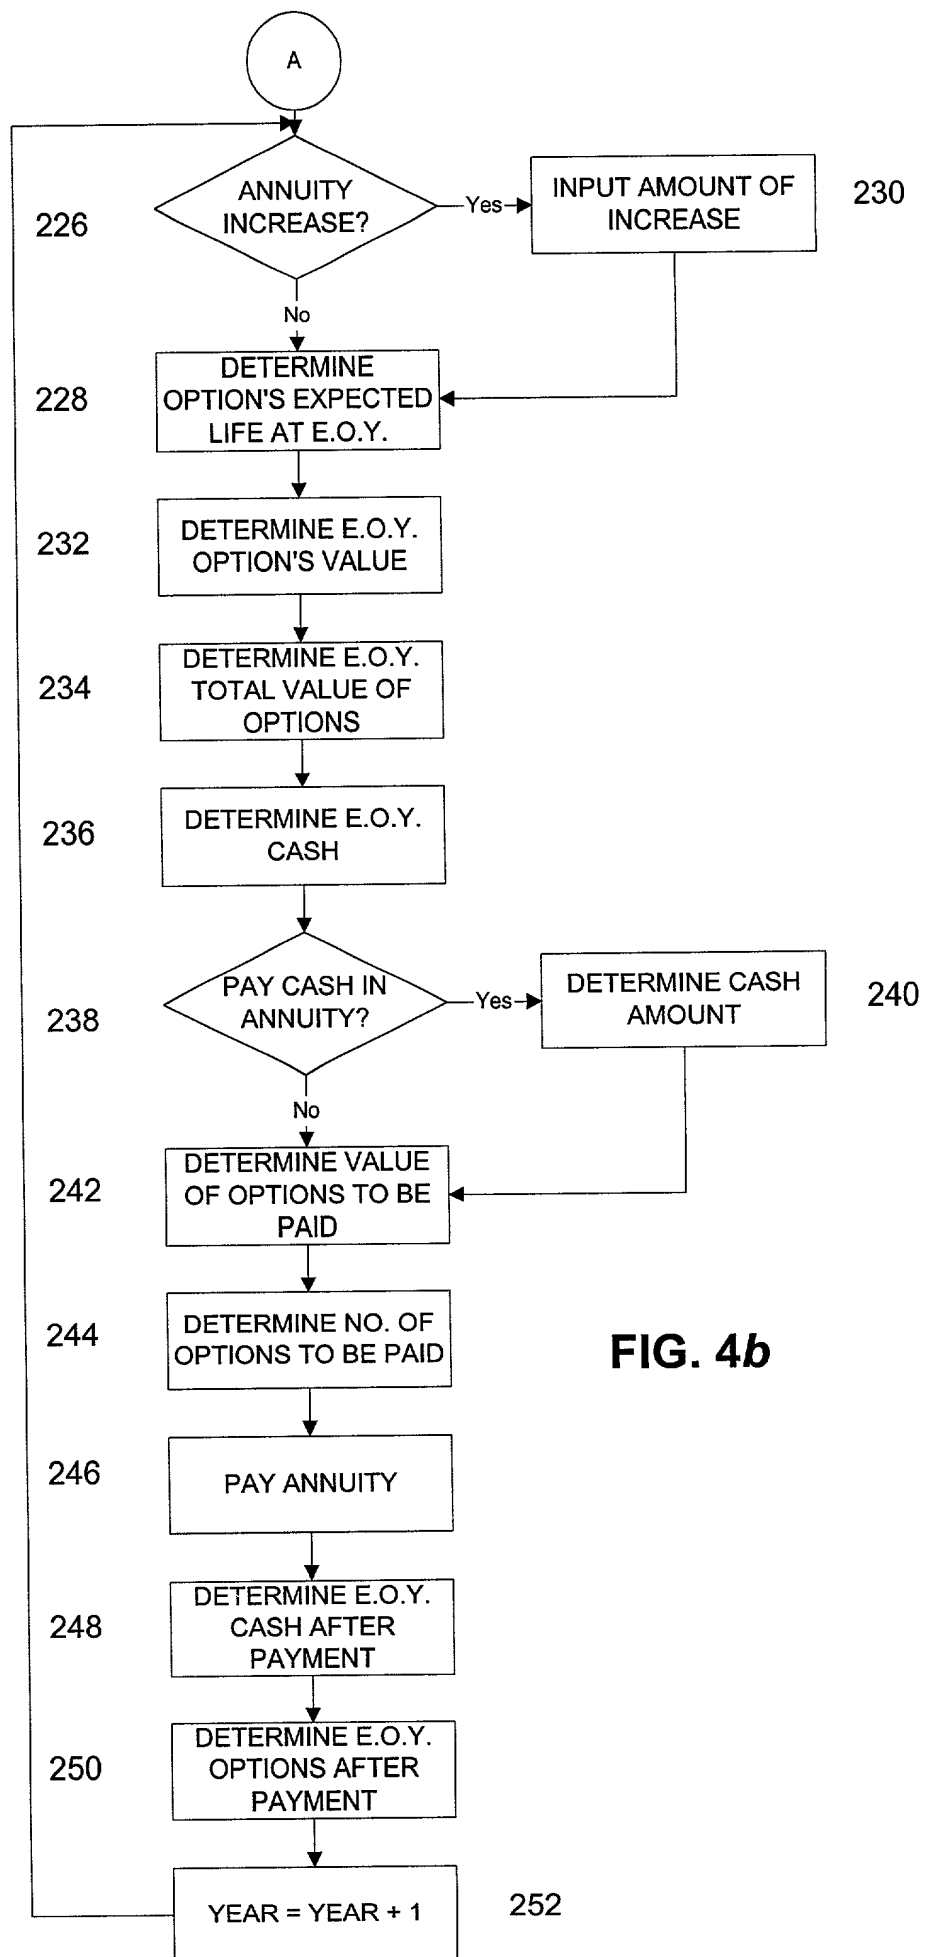 A
ANNUITY
INCREASE?
226
Yes
INPUT AMOUNT OF
INCREASE
230
No
DETERMINE
OPTION'S EXPECTED
LIFE AT E.O.Y.
228
DETERMINE E.O.Y.
OPTION'S VALUE
232
DETERMINE E.O.Y.
TOTAL VALUE OF
OPTIONS
234
DETERMINE E.O.Y.
CASH
236
PAY CASH IN
ANNUITY?
238
Yes
DETERMINE CASH
AMOUNT
240
No
DETERMINE VALUE
OF OPTIONS TO BE
PAID
242
DETERMINE NO. OF
OPTIONS TO BE PAID
244
FIG. 4b
PAY ANNUITY
246
DETERMINE E.O.Y.
CASH AFTER
PAYMENT
248
DETERMINE E.O.Y.
OPTIONS AFTER
PAYMENT
250
YEAR = YEAR + 1
252